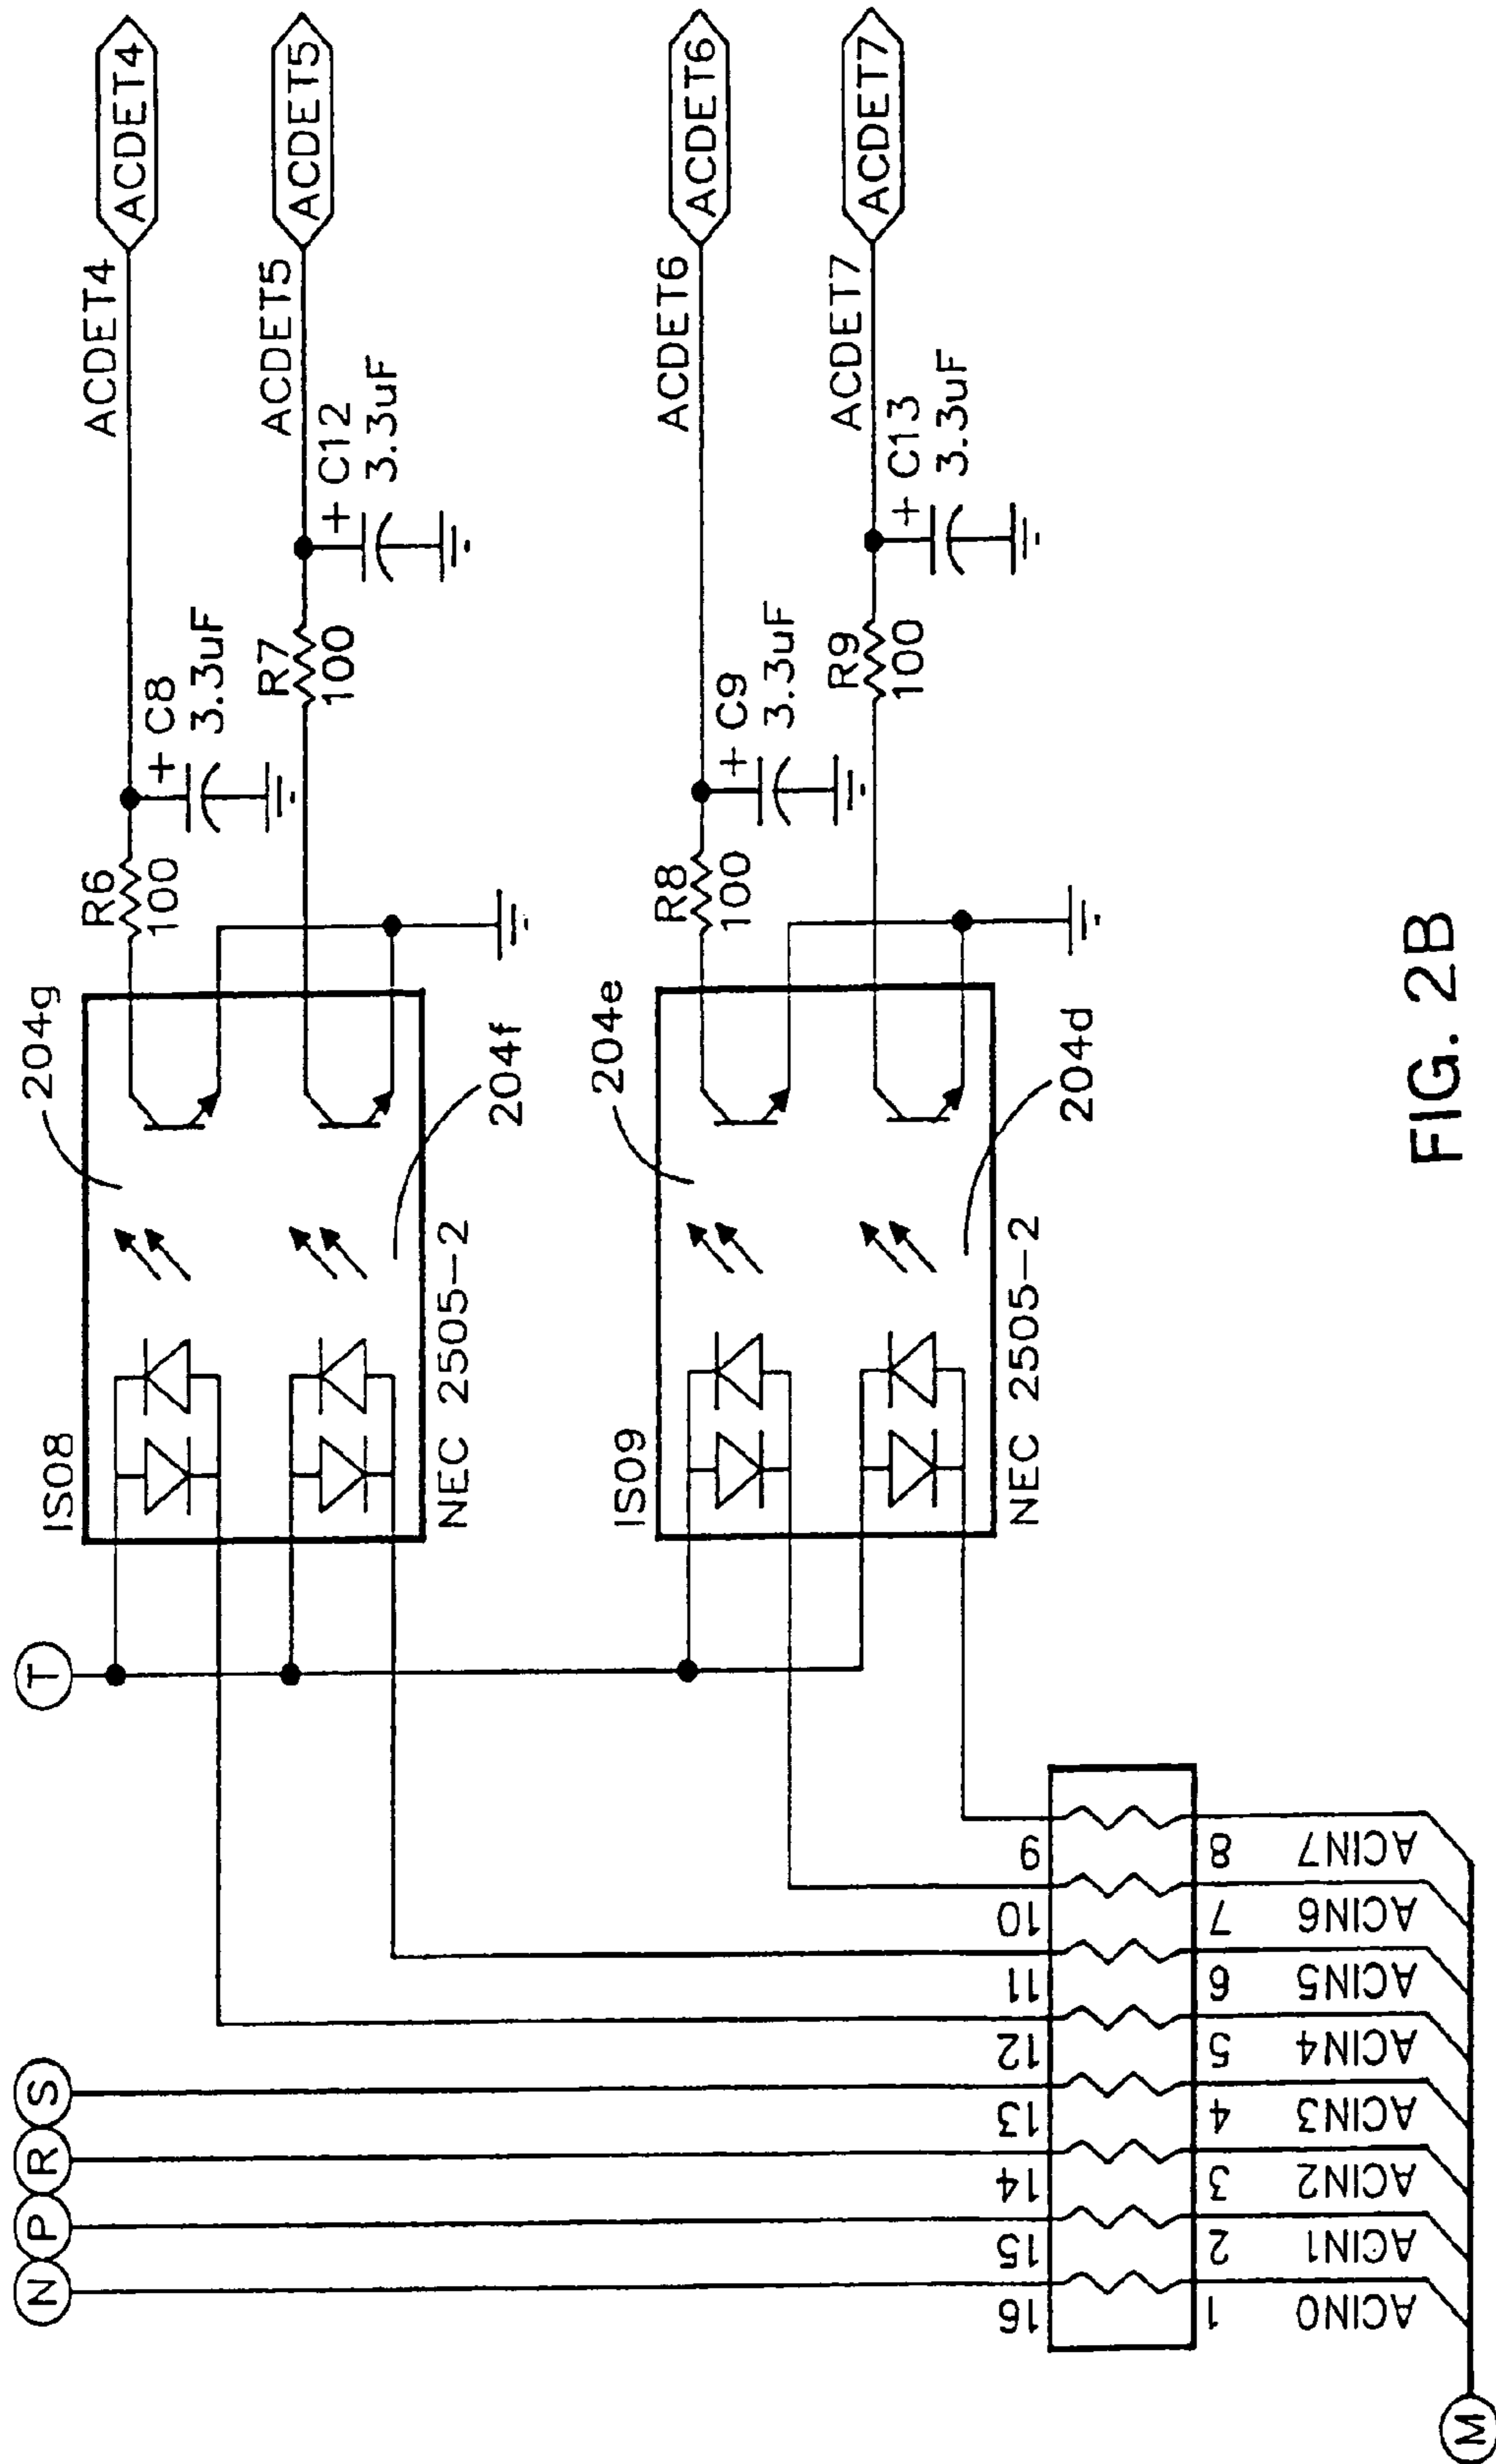 T
ISO8
204g
R6
100
+ C8
3.3uF
ACDET4
ACDET4
204f
NEC 2505-2
R7
100
+ C12
3.3uF
ACDET5
ACDET5
ISO9
204e
R8
100
+ C9
3.3uF
ACDET6
ACDET6
204d
NEC 2505-2
R9
100
+ C13
3.3uF
ACDET7
ACDET7
N
P
R
S
16
15
14
13
12
11
10
9
1
2
3
4
5
6
7
8
ACIN0
ACIN1
ACIN2
ACIN3
ACIN4
ACIN5
ACIN6
ACIN7
M
FIG. 2B